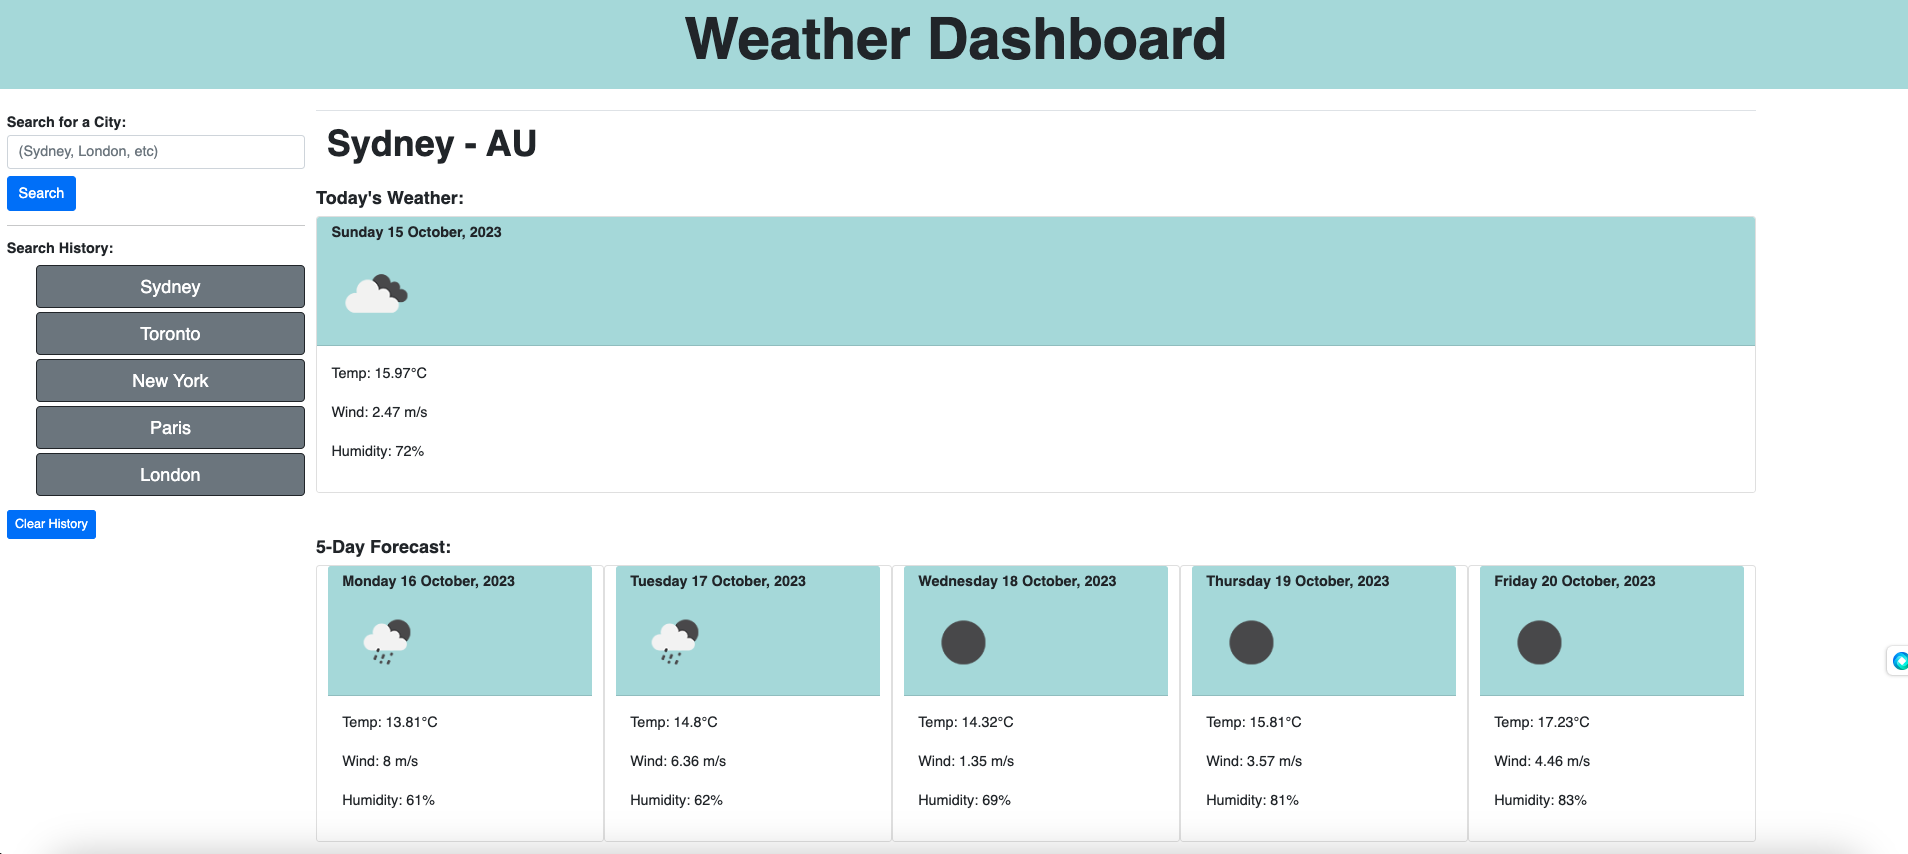 Weather Dashboard
Search for a City:
(Sydney, London, etc)
Search
Search History:
Sydney
Toronto
New York
Paris
London
Clear History
Sydney - AU
Today's Weather:
Sunday 15 October, 2023
Temp: 15.97°C
Wind: 2.47 m/s
Humidity: 72%
5-Day Forecast:
Monday 16 October, 2023
Temp: 13.81°C
Wind: 8 m/s
Humidity: 61%
Tuesday 17 October, 2023
Temp: 14.8°C
Wind: 6.36 m/s
Humidity: 62%
Wednesday 18 October, 2023
Temp: 14.32°C
Wind: 1.35 m/s
Humidity: 69%
Thursday 19 October, 2023
Temp: 15.81°C
Wind: 3.57 m/s
Humidity: 81%
Friday 20 October, 2023
Temp: 17.23°C
Wind: 4.46 m/s
Humidity: 83%